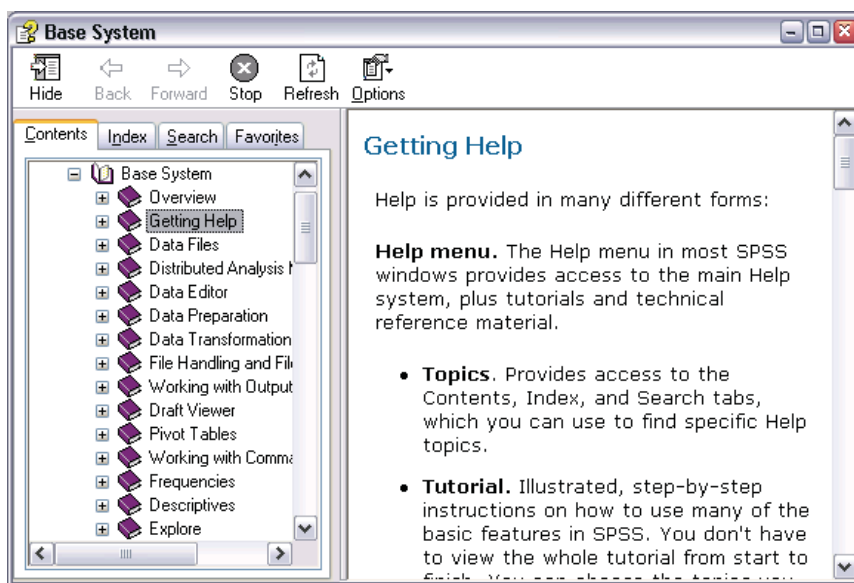 Base System
Hide Back Forward Stop Refresh Options
Contents Index Search Favorites
Base System
Overview
Getting Help
Data Files
Distributed Analysis
Data Editor
Data Preparation
Data Transformation
File Handling and
Working with Output
Draft Viewer
Pivot Tables
Working with
Frequencies
Descriptives
Explore
Getting Help
Help is provided in many different forms:
Help menu. The Help menu in most SPSS
windows provides access to the main Help
system, plus tutorials and technical
reference material.
• Topics. Provides access to the
Contents, Index, and Search tabs,
which you can use to find specific Help
topics.
• Tutorial. Illustrated, step-by-step
instructions on how to use many of the
basic features in SPSS. You don't have
to view the whole tutorial from start to